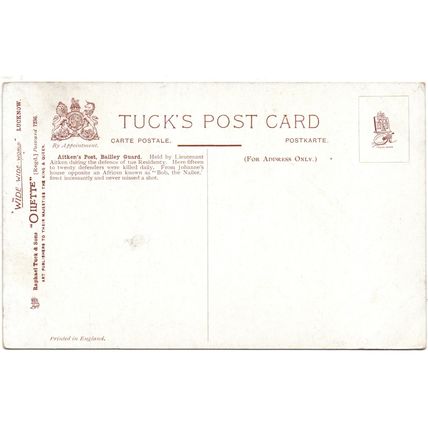 TUCK'S POST CARD
By Appointment.
CARTE POSTALE.
POSTKARTE.
(FOR ADDRESS ONLY.)
Aitken's Post, Bailley Guard. Held by Lieutenant
Aitken during the defence of the Residency. Here fifteen
to twenty defenders were killed daily. From Johannes'
house opposite an African known as "Bob, the Nailer,"
fired incessantly and never missed a shot.
"WIDE WIDE WORLD" LUCKNOW.
Raphael Tuck & Sons' "OILETTE" [Regd.] Postcard 7250.
ART PUBLISHERS TO THEIR MAJESTIES THE KING & QUEEN.
Printed in England.